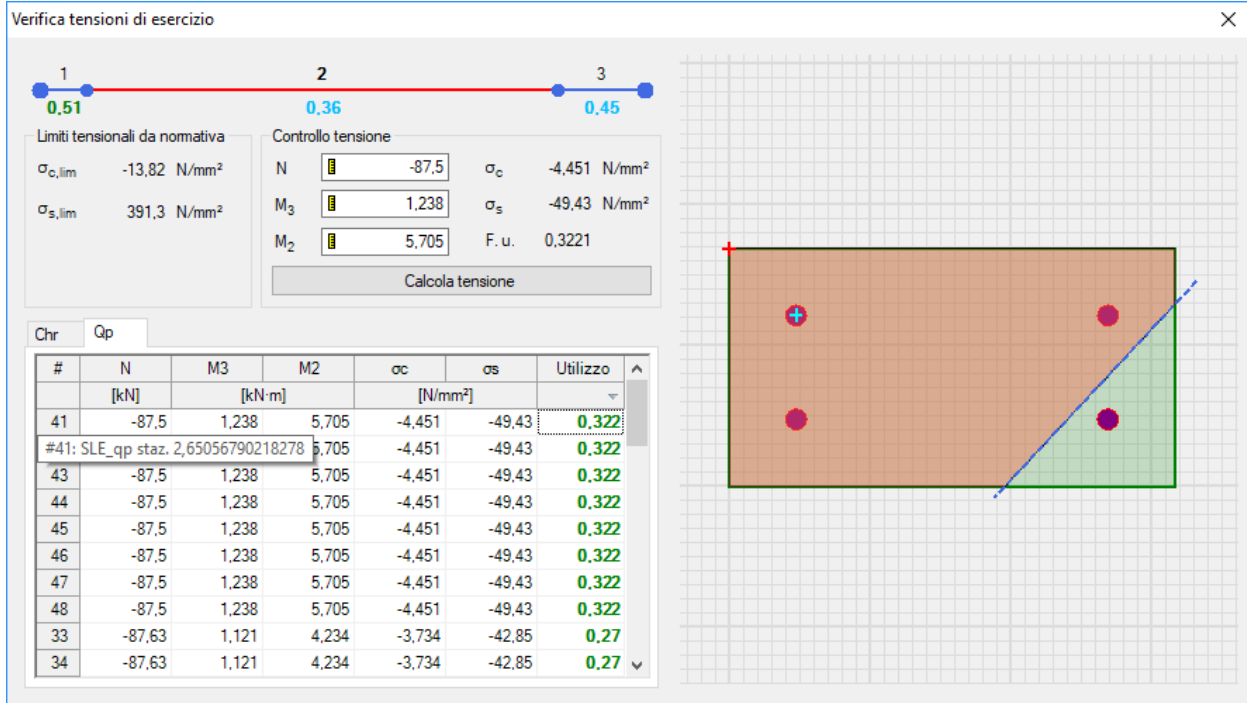 Verifica tensioni di esercizio
1 2 3
0,51 0,36 0,45
Limiti tensionali da normativa
σc,lim -13,82 N/mm²
σs,lim 391,3 N/mm²
Controllo tensione
N -87,5 σc -4,451 N/mm²
M3 1,238 σs -49,43 N/mm²
M2 5,705 F. u. 0,3221
Calcola tensione
Chr Qp
# N M3 M2 σc σs Utilizzo
[kN] [kN·m] [N/mm²]
41 -87,5 1,238 5,705 -4,451 -49,43 0,322
#41: SLE_qp staz. 2,65056790218278 5,705 -4,451 -49,43 0,322
43 -87,5 1,238 5,705 -4,451 -49,43 0,322
44 -87,5 1,238 5,705 -4,451 -49,43 0,322
45 -87,5 1,238 5,705 -4,451 -49,43 0,322
46 -87,5 1,238 5,705 -4,451 -49,43 0,322
47 -87,5 1,238 5,705 -4,451 -49,43 0,322
48 -87,5 1,238 5,705 -4,451 -49,43 0,322
33 -87,63 1,121 4,234 -3,734 -42,85 0,27
34 -87,63 1,121 4,234 -3,734 -42,85 0,27